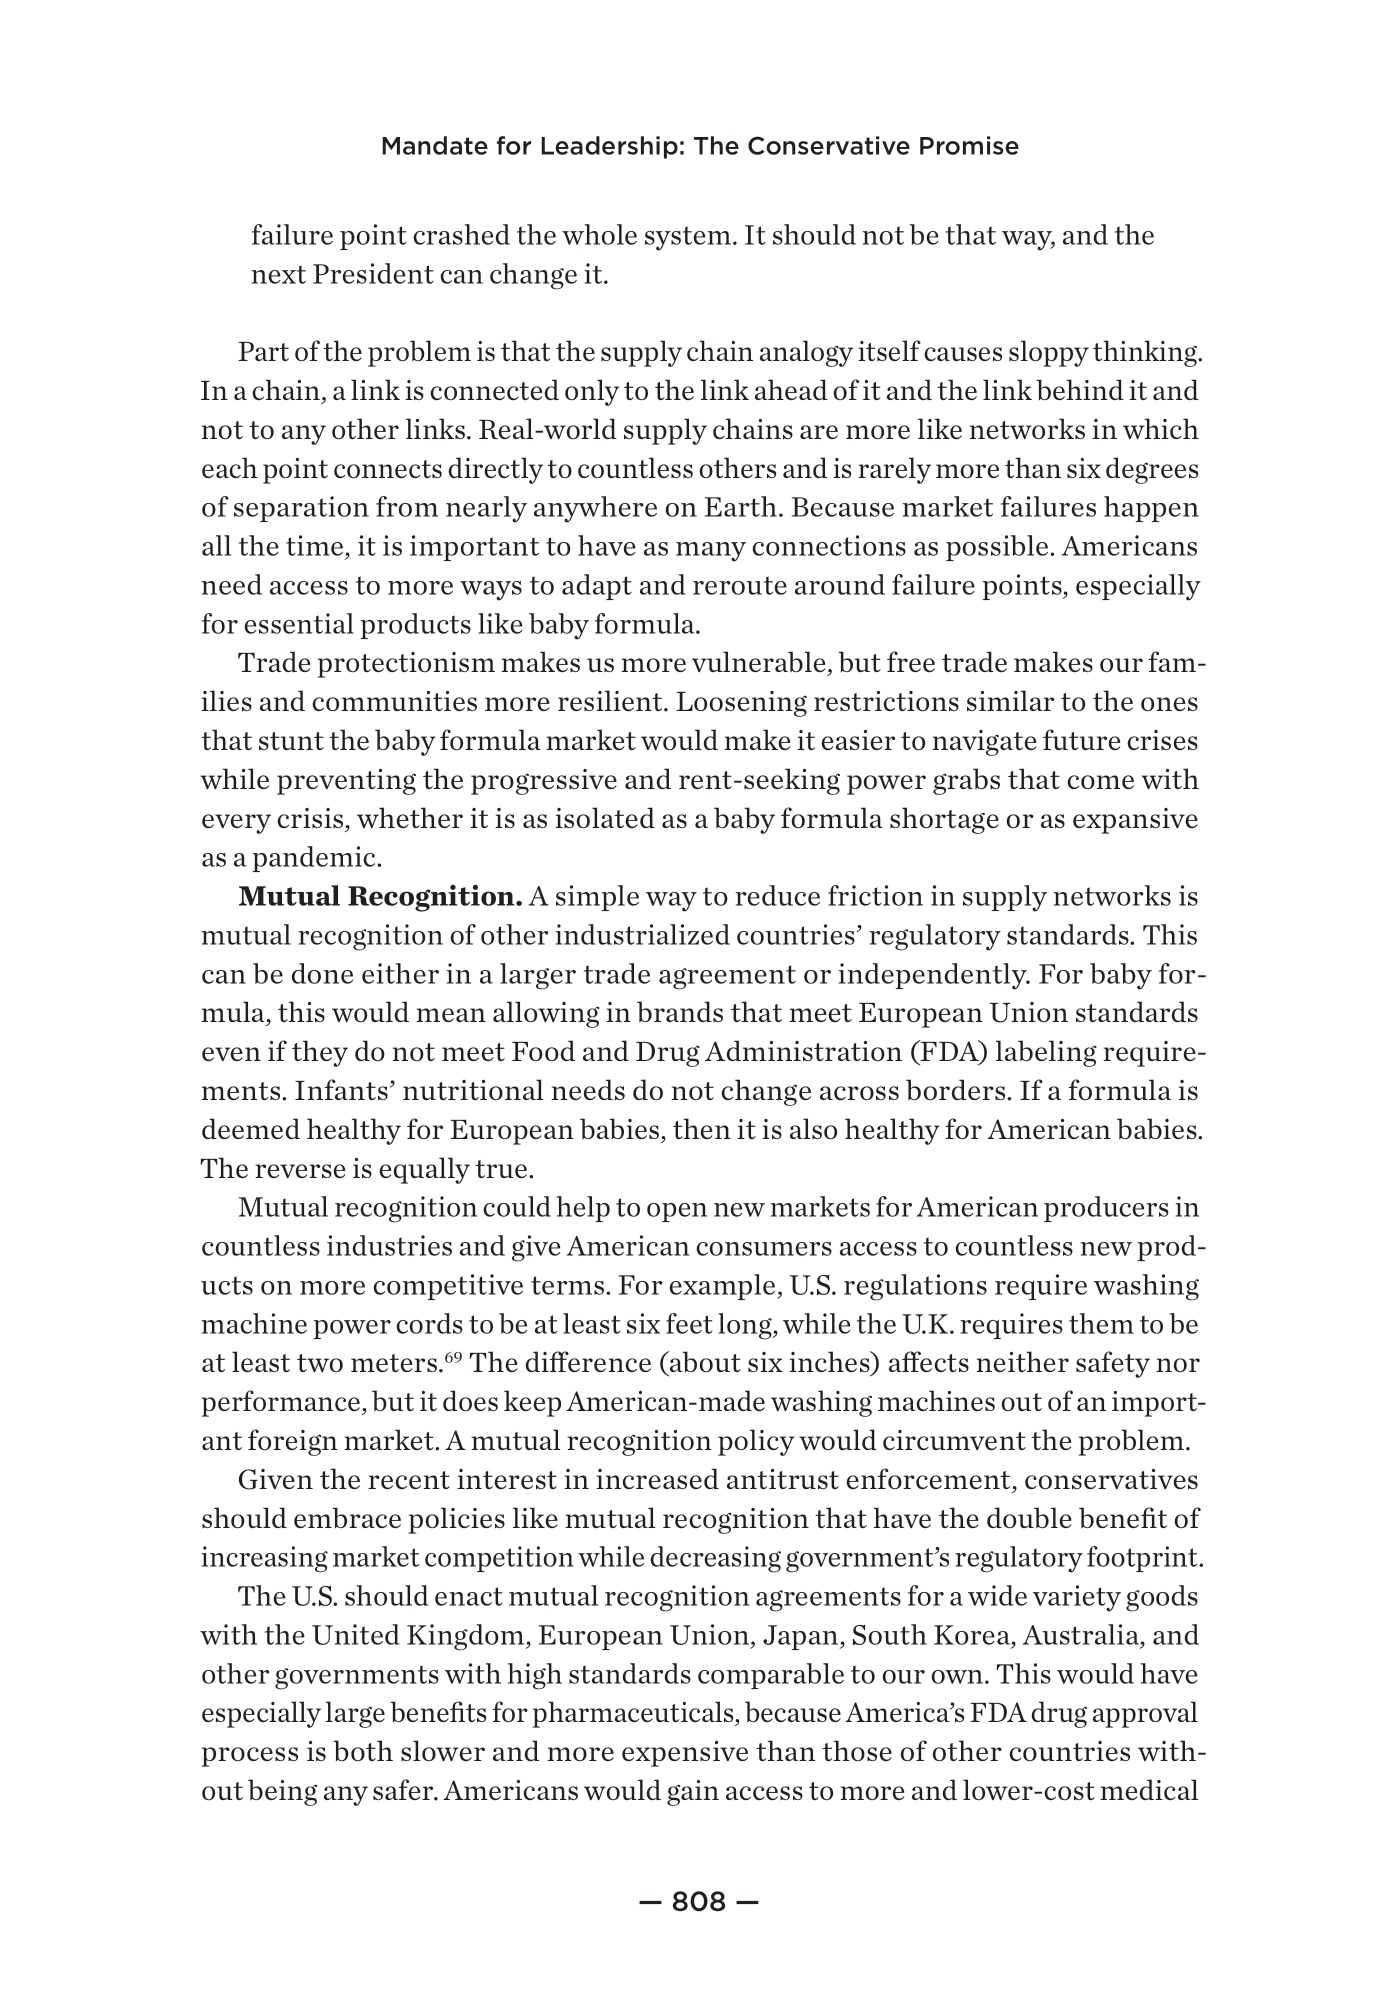 Mandate for Leadership: The Conservative Promise
failure point crashed the whole system. It should not be that way, and the
next President can change it.
Part of the problem is that the supply chain analogy itself causes sloppy thinking.
In a chain, a link is connected only to the link ahead of it and the link behind it and
not to any other links. Real-world supply chains are more like networks in which
each point connects directly to countless others and is rarely more than six degrees
of separation from nearly anywhere on Earth. Because market failures happen
all the time, it is important to have as many connections as possible. Americans
need access to more ways to adapt and reroute around failure points, especially
for essential products like baby formula.
Trade protectionism makes us more vulnerable, but free trade makes our fam-
ilies and communities more resilient. Loosening restrictions similar to the ones
that stunt the baby formula market would make it easier to navigate future crises
while preventing the progressive and rent-seeking power grabs that come with
every crisis, whether it is as isolated as a baby formula shortage or as expansive
as a pandemic.
Mutual Recognition. A simple way to reduce friction in supply networks is
mutual recognition of other industrialized countries’ regulatory standards. This
can be done either in a larger trade agreement or independently. For baby for-
mula, this would mean allowing in brands that meet European Union standards
even if they do not meet Food and Drug Administration (FDA) labeling require-
ments. Infants’ nutritional needs do not change across borders. If a formula is
deemed healthy for European babies, then it is also healthy for American babies.
The reverse is equally true.
Mutual recognition could help to open new markets for American producers in
countless industries and give American consumers access to countless new prod-
ucts on more competitive terms. For example, U.S. regulations require washing
machine power cords to be at least six feet long, while the U.K. requires them to be
at least two meters.69 The difference (about six inches) affects neither safety nor
performance, but it does keep American-made washing machines out of an import-
ant foreign market. A mutual recognition policy would circumvent the problem.
Given the recent interest in increased antitrust enforcement, conservatives
should embrace policies like mutual recognition that have the double benefit of
increasing market competition while decreasing government’s regulatory footprint.
The U.S. should enact mutual recognition agreements for a wide variety goods
with the United Kingdom, European Union, Japan, South Korea, Australia, and
other governments with high standards comparable to our own. This would have
especially large benefits for pharmaceuticals, because America’s FDA drug approval
process is both slower and more expensive than those of other countries with-
out being any safer. Americans would gain access to more and lower-cost medical
— 808 —